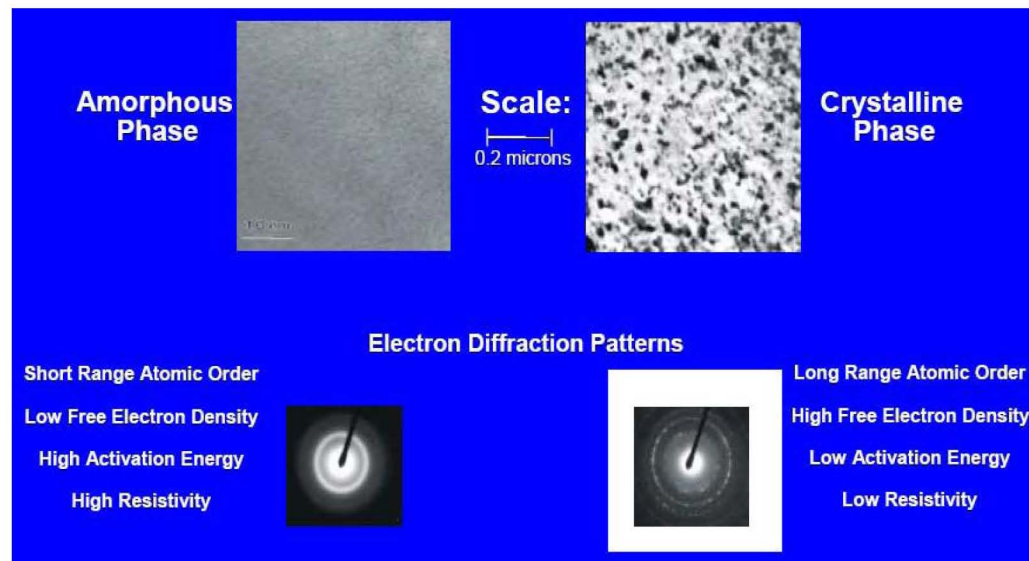 Amorphous
Phase
Scale:
0.2 microns
Crystalline
Phase
Electron Diffraction Patterns
Short Range Atomic Order
Low Free Electron Density
High Activation Energy
High Resistivity
Long Range Atomic Order
High Free Electron Density
Low Activation Energy
Low Resistivity